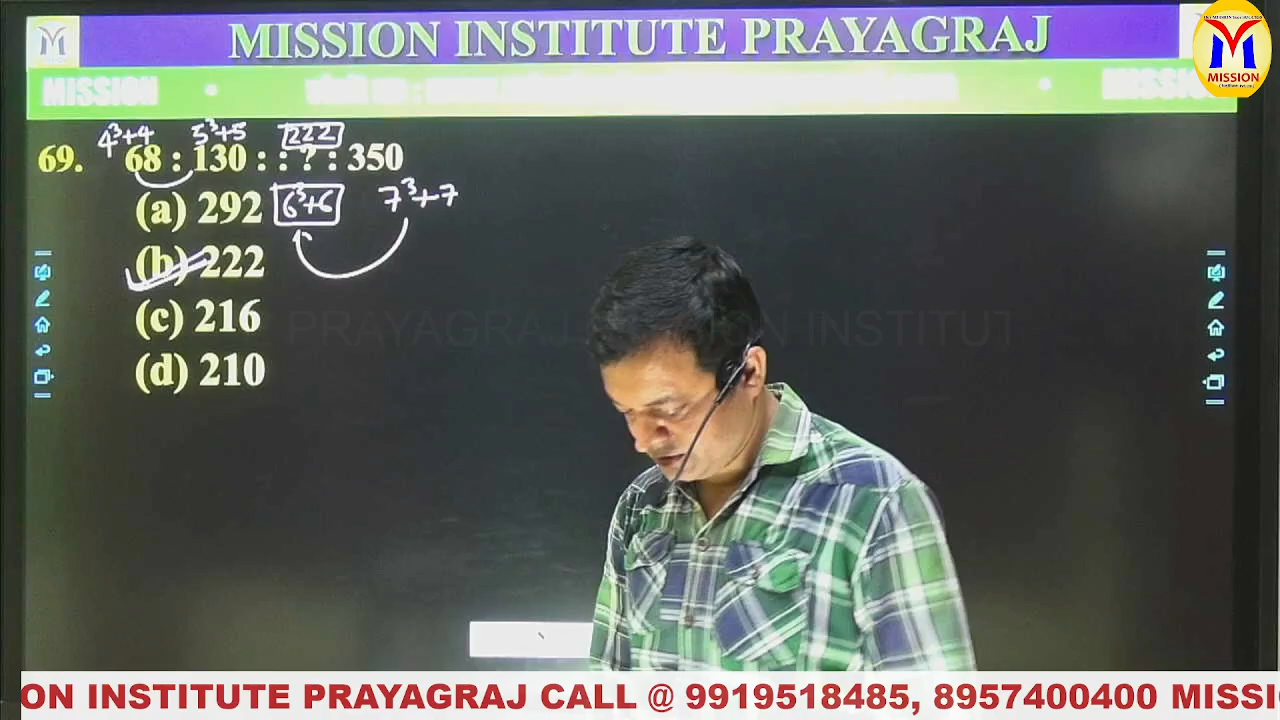 MISSION INSTITUTE PRAYAGRAJ
MISSION
MISSION
4³+4 5³+5 222
69. 68 : 130 : : ? : 350
(a) 292 6³+6 7³+7
(b) 222
(c) 216
(d) 210
PRAYAGRAJ
INSTITUT
ON INSTITUTE PRAYAGRAJ CALL @ 9919518485, 8957400400 MISSI